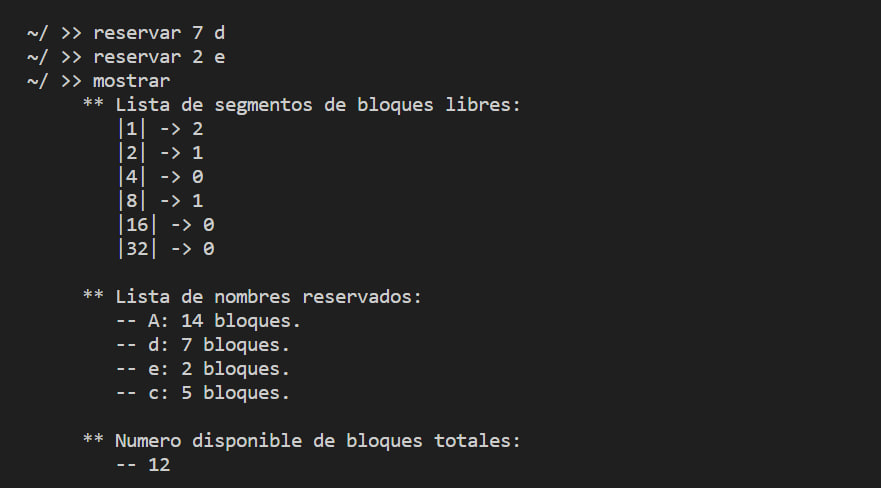 ~/ >> reservar 7 d
~/ >> reservar 2 e
~/ >> mostrar
** Lista de segmentos de bloques libres:
|1| -> 2
|2| -> 1
|4| -> 0
|8| -> 1
|16| -> 0
|32| -> 0
** Lista de nombres reservados:
-- A: 14 bloques.
-- d: 7 bloques.
-- e: 2 bloques.
-- c: 5 bloques.
** Numero disponible de bloques totales:
-- 12